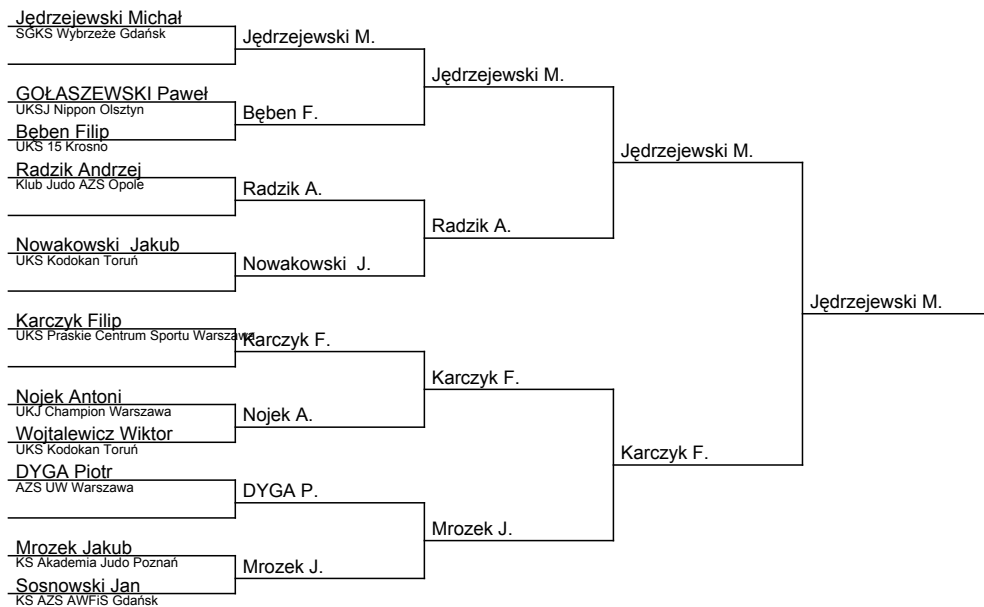 Jędrzejewski Michał
SGKS Wybrzeże Gdańsk
GOŁASZEWSKI Paweł
UKSJ Nippon Olsztyn
Bęben Filip
UKS 15 Krosno
Radzik Andrzej
Klub Judo AZS Opole
Nowakowski  Jakub
UKS Kodokan Toruń
Karczyk Filip
UKS Praskie Centrum Sportu Warszawa
Nojek Antoni
UKJ Champion Warszawa
Wojtalewicz Wiktor
UKS Kodokan Toruń
DYGA Piotr
AZS UW Warszawa
Mrozek Jakub
KS Akademia Judo Poznań
Sosnowski Jan
KS AZS AWFiS Gdańsk
Jędrzejewski M.
Bęben F.
Radzik A.
Nowakowski  J.
Karczyk F.
Nojek A.
DYGA P.
Mrozek J.
Jędrzejewski M.
Radzik A.
Karczyk F.
Mrozek J.
Jędrzejewski M.
Karczyk F.
Jędrzejewski M.